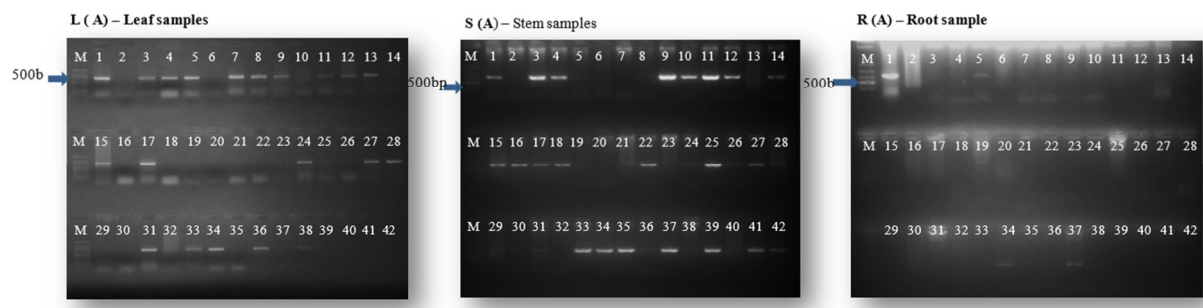 L ( A) – Leaf samples
M 1 2 3 4 5 6 7 8 9 10 11 12 13 14
500b
M 15 16 17 18 19 20 21 22 23 24 26 26 27 28
M 29 30 31 32 33 34 35 36 37 38 39 40 41 42
S (A) – Stem samples
M 1 2 3 4 5 6 7 8 9 10 11 12 13 14
500bp
M 15 16 17 18 19 20 21 22 23 24 25 26 27 28
M 29 30 31 32 33 34 35 36 37 38 39 40 41 42
R (A) – Root sample
M 1 2 3 4 5 6 7 8 9 10 11 12 13 14
500b
M 15 16 17 18 19 20 21 22 23 24 25 26 27 28
29 30 31 32 33 34 35 36 37 38 39 40 41 42